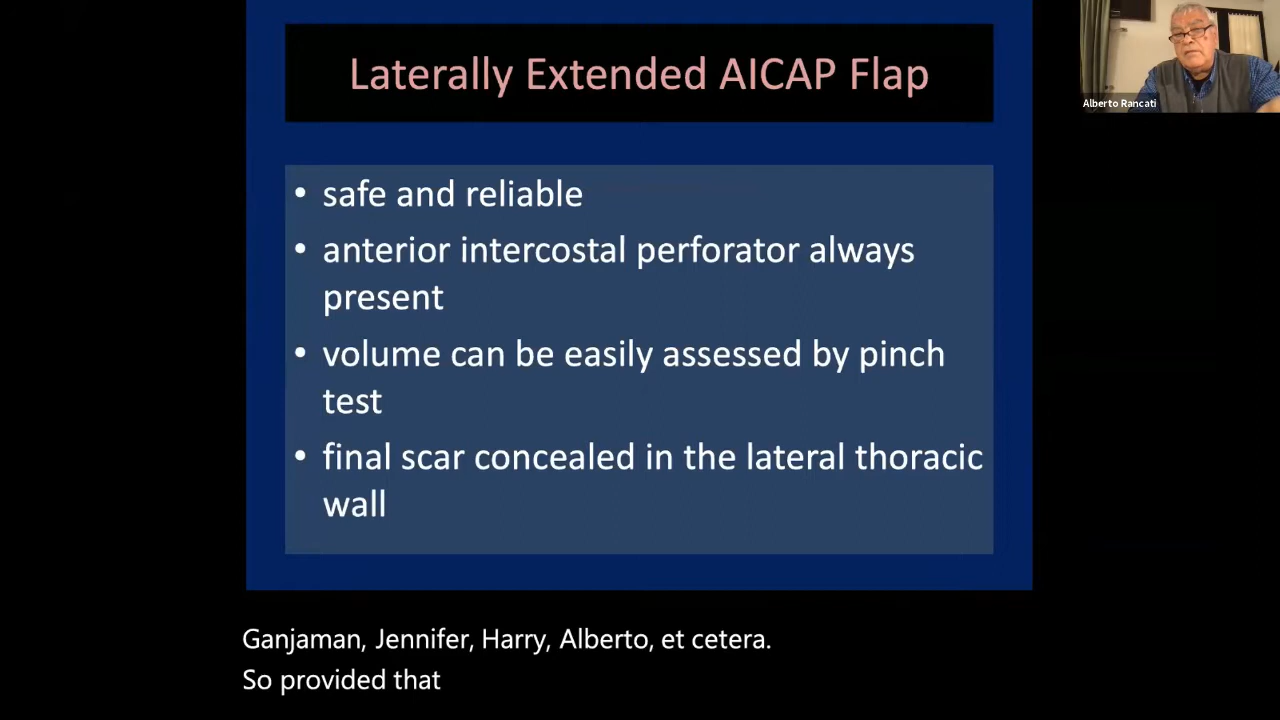 Laterally Extended AICAP Flap
• safe and reliable
• anterior intercostal perforator always
present
• volume can be easily assessed by pinch
test
• final scar concealed in the lateral thoracic
wall
Alberto Rancati
Ganjaman, Jennifer, Harry, Alberto, et cetera.
So provided that